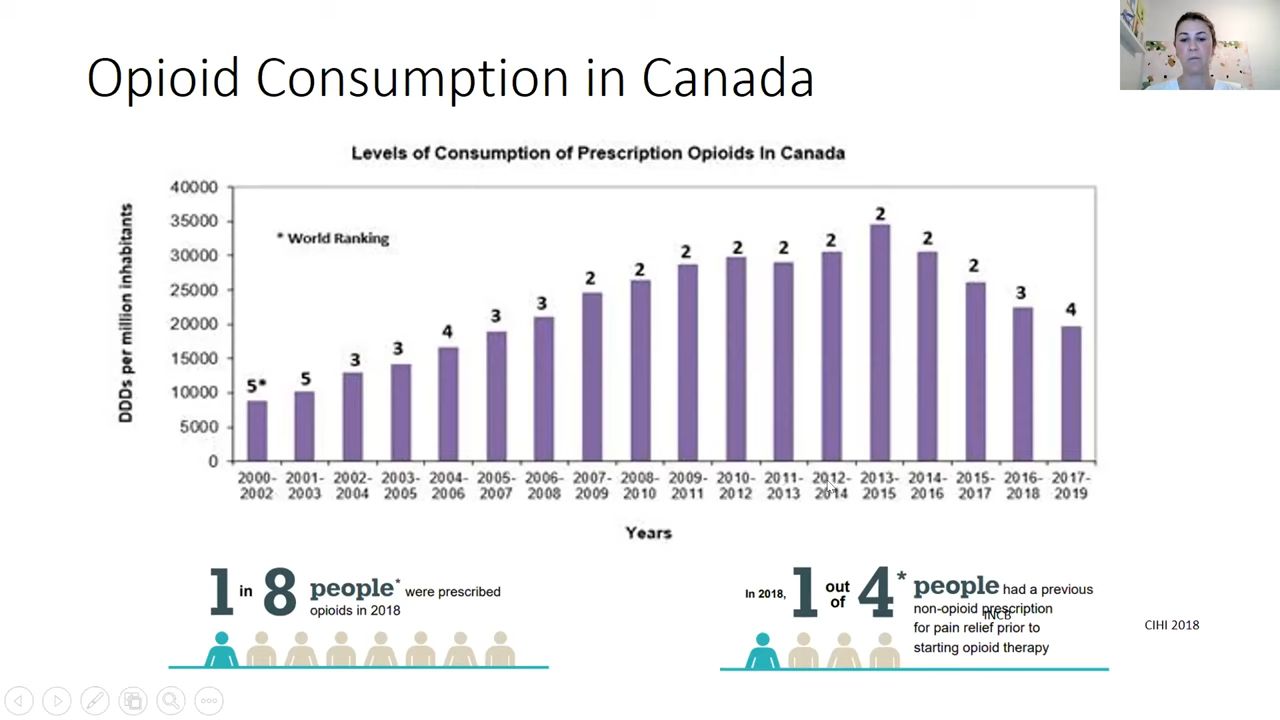 Opioid Consumption in Canada
Levels of Consumption of Prescription Opioids In Canada
DDDs per million inhabitants
40000
35000
30000
25000
20000
15000
10000
5000
0
* World Ranking
5* 5 3 3 4 3 3 2 2 2 2 2 2 2 2 2 3 4
2000-2002 2001-2003 2002-2004 2003-2005 2004-2006 2005-2007 2006-2008 2007-2009 2008-2010 2009-2011 2010-2012 2011-2013 2012-2014 2013-2015 2014-2016 2015-2017 2016-2018 2017-2019
Years
1 in 8 people* were prescribed
opioids in 2018
In 2018, 1 out of 4* people had a previous
non-opioid prescription
for pain relief prior to
starting opioid therapy
INCB
CIHI 2018